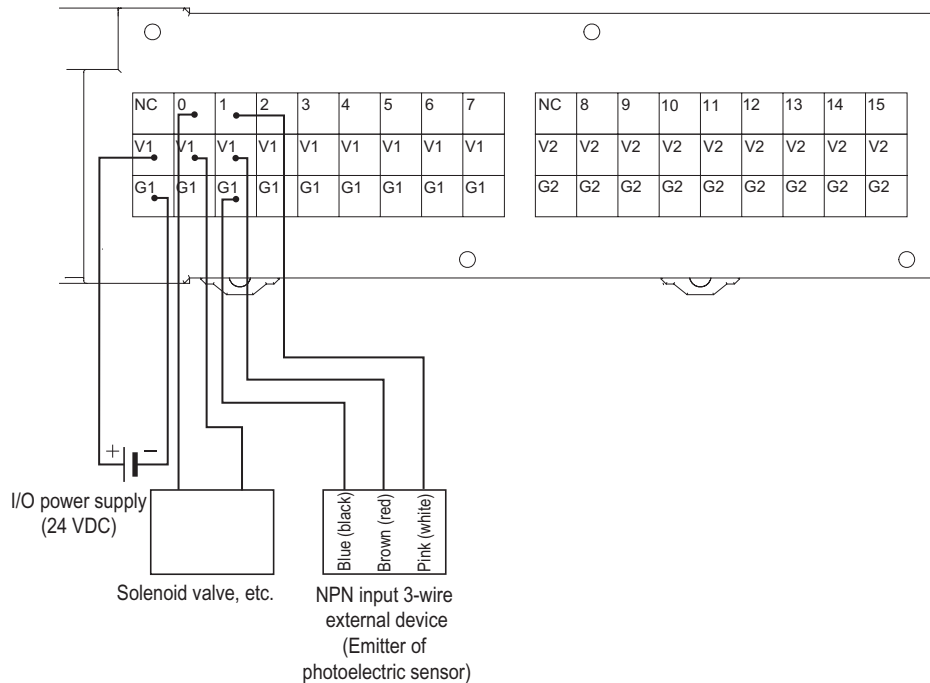 NC 0 1 2 3 4 5 6 7 NC 8 9 10 11 12 13 14 15
V1 V1 V1 V1 V1 V1 V1 V1 V1 V2 V2 V2 V2 V2 V2 V2 V2 V2
G1 G1 G1 G1 G1 G1 G1 G1 G1 G2 G2 G2 G2 G2 G2 G2 G2 G2
+ −
I/O power supply
(24 VDC)
Solenoid valve, etc.
Blue (black)
Brown (red)
Pink (white)
NPN input 3-wire
external device
(Emitter of
photoelectric sensor)